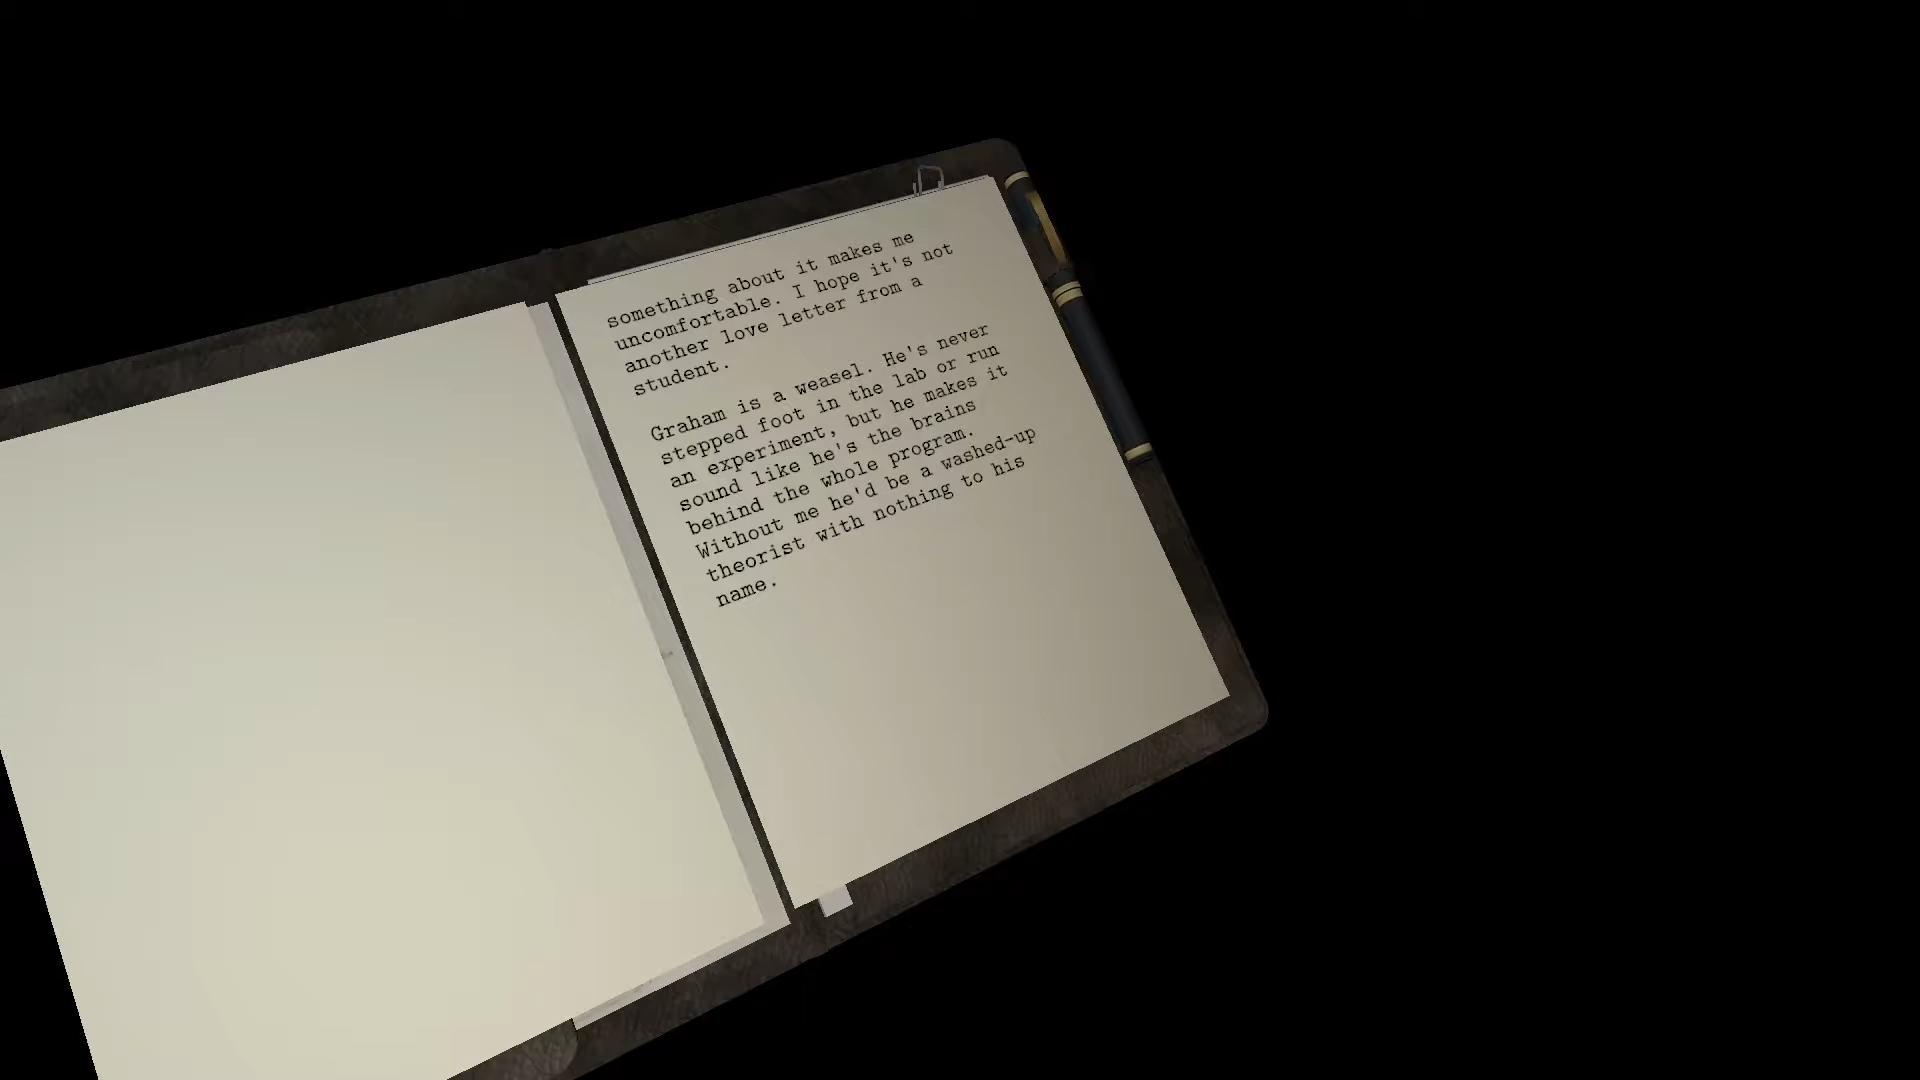 something about it makes me
uncomfortable. I hope it's not
another love letter from a
student.
Graham is a weasel. He's never
stepped foot in the lab or run
an experiment, but he makes it
sound like he's the brains
behind the whole program.
Without me he'd be a washed-up
theorist with nothing to his
name.